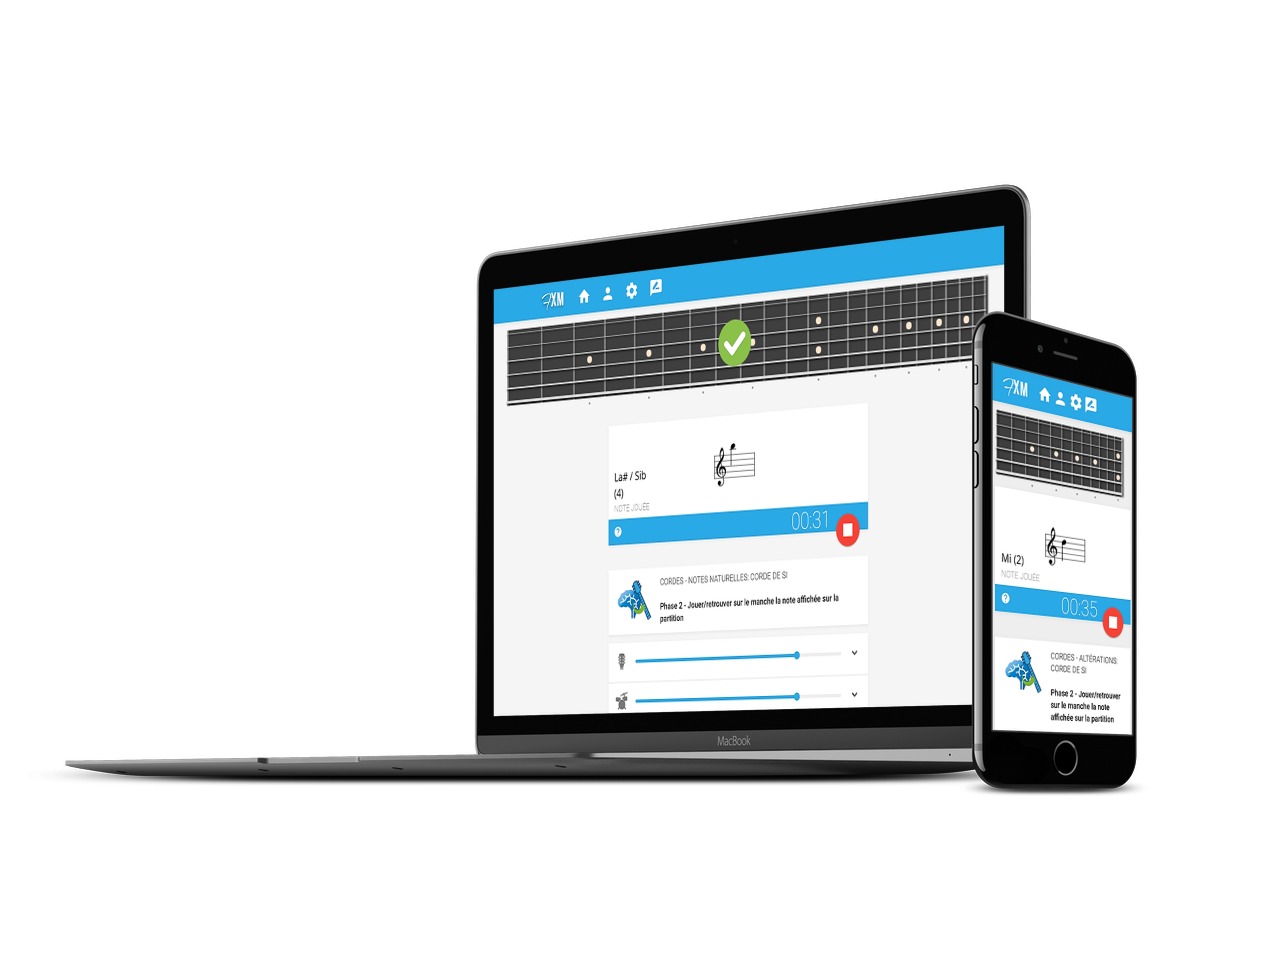 FXM
La# / Sib
(4)
NOTE JOUÉE
?
00:31
CORDES - NOTES NATURELLES: CORDE DE SI
Phase 2 - Jouer/retrouver sur le manche la note affichée sur la
partition
MacBook
FXM
Mi (2)
NOTE JOUÉE
?
00:35
CORDES - ALTÉRATIONS:
CORDE DE SI
Phase 2 - Jouer/retrouver
sur le manche la note
affichée sur la partition